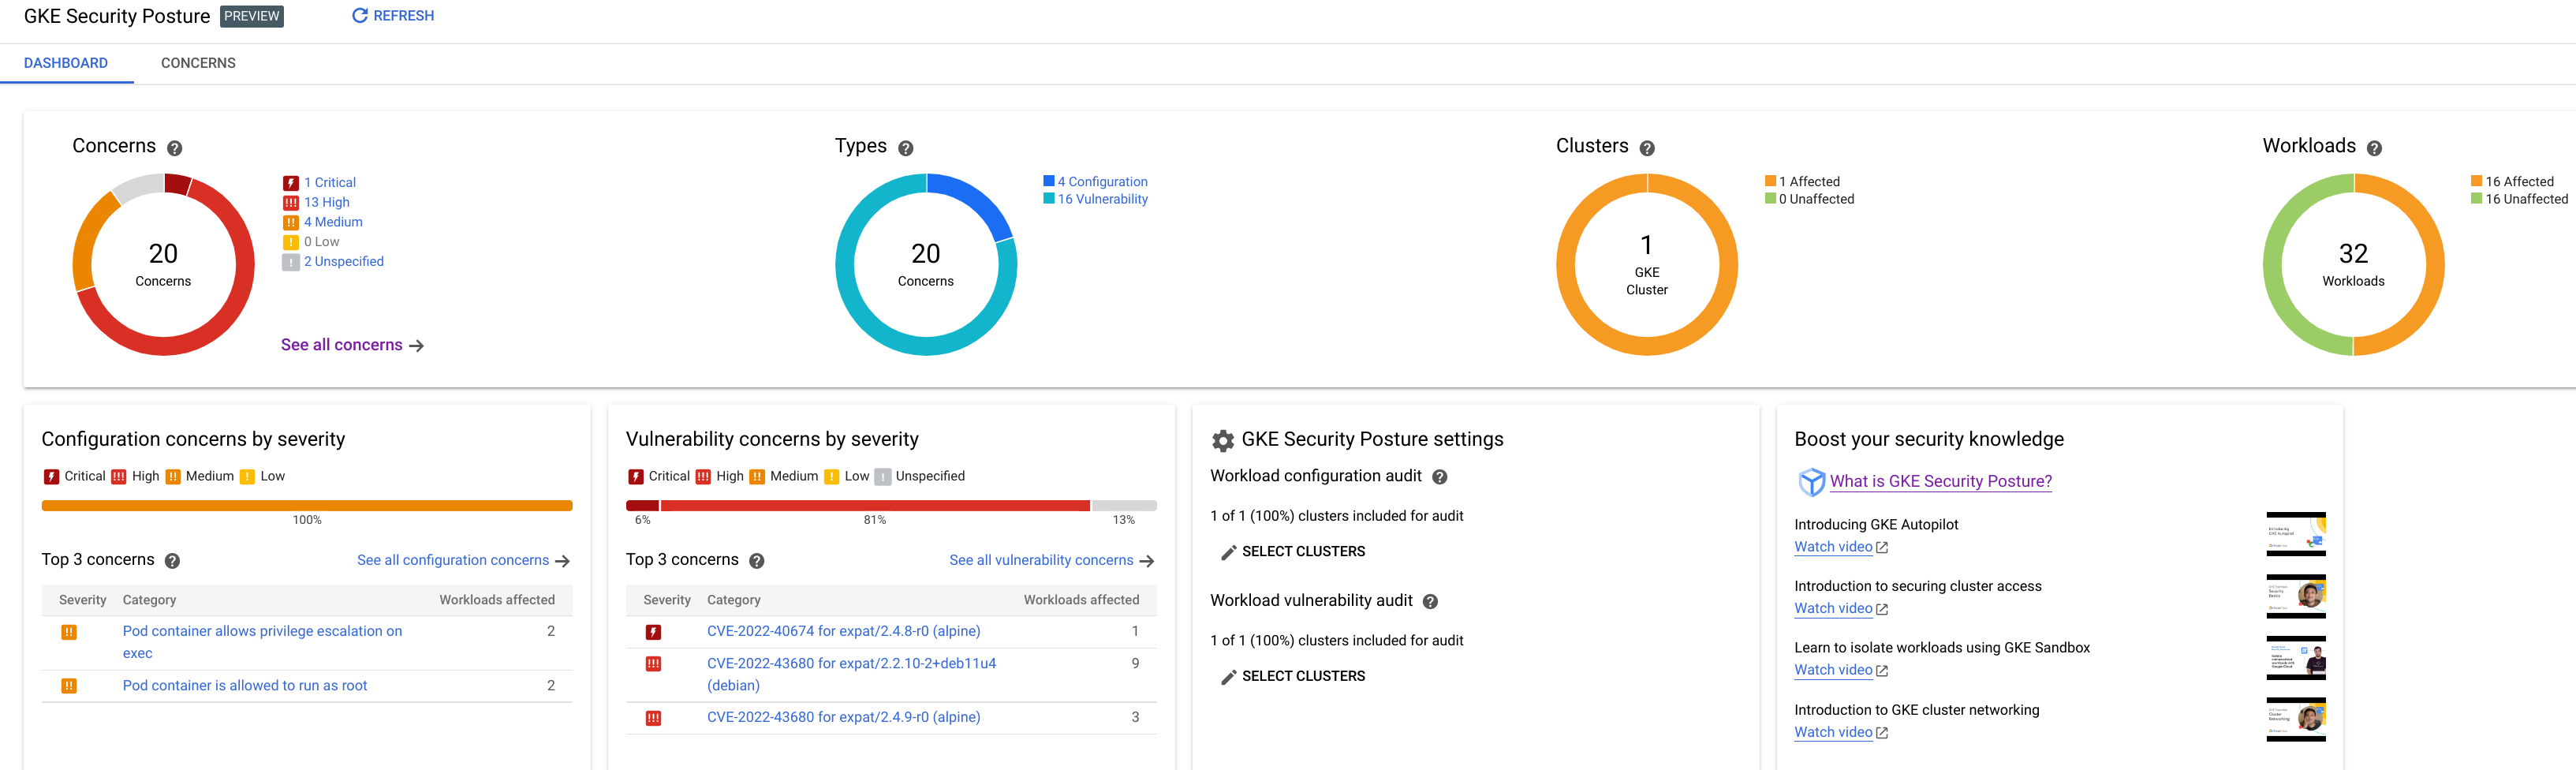 GKE Security Posture PREVIEW REFRESH
DASHBOARD CONCERNS
Concerns
20
Concerns
1 Critical
13 High
4 Medium
0 Low
2 Unspecified
See all concerns
Types
20
Concerns
4 Configuration
16 Vulnerability
Clusters
1
GKE
Cluster
1 Affected
0 Unaffected
Workloads
32
Workloads
16 Affected
16 Unaffected
Configuration concerns by severity
Critical High Medium Low
100%
Top 3 concerns See all configuration concerns
Severity Category Workloads affected
Pod container allows privilege escalation on 2
exec
Pod container is allowed to run as root 2
Vulnerability concerns by severity
Critical High Medium Low Unspecified
6% 81% 13%
Top 3 concerns See all vulnerability concerns
Severity Category Workloads affected
CVE-2022-40674 for expat/2.4.8-r0 (alpine) 1
CVE-2022-43680 for expat/2.2.10-2+deb11u4 9
(debian)
CVE-2022-43680 for expat/2.4.9-r0 (alpine) 3
GKE Security Posture settings
Workload configuration audit
1 of 1 (100%) clusters included for audit
SELECT CLUSTERS
Workload vulnerability audit
1 of 1 (100%) clusters included for audit
SELECT CLUSTERS
Boost your security knowledge
What is GKE Security Posture?
Introducing GKE Autopilot
Watch video
Introduction to securing cluster access
Watch video
Learn to isolate workloads using GKE Sandbox
Watch video
Introduction to GKE cluster networking
Watch video